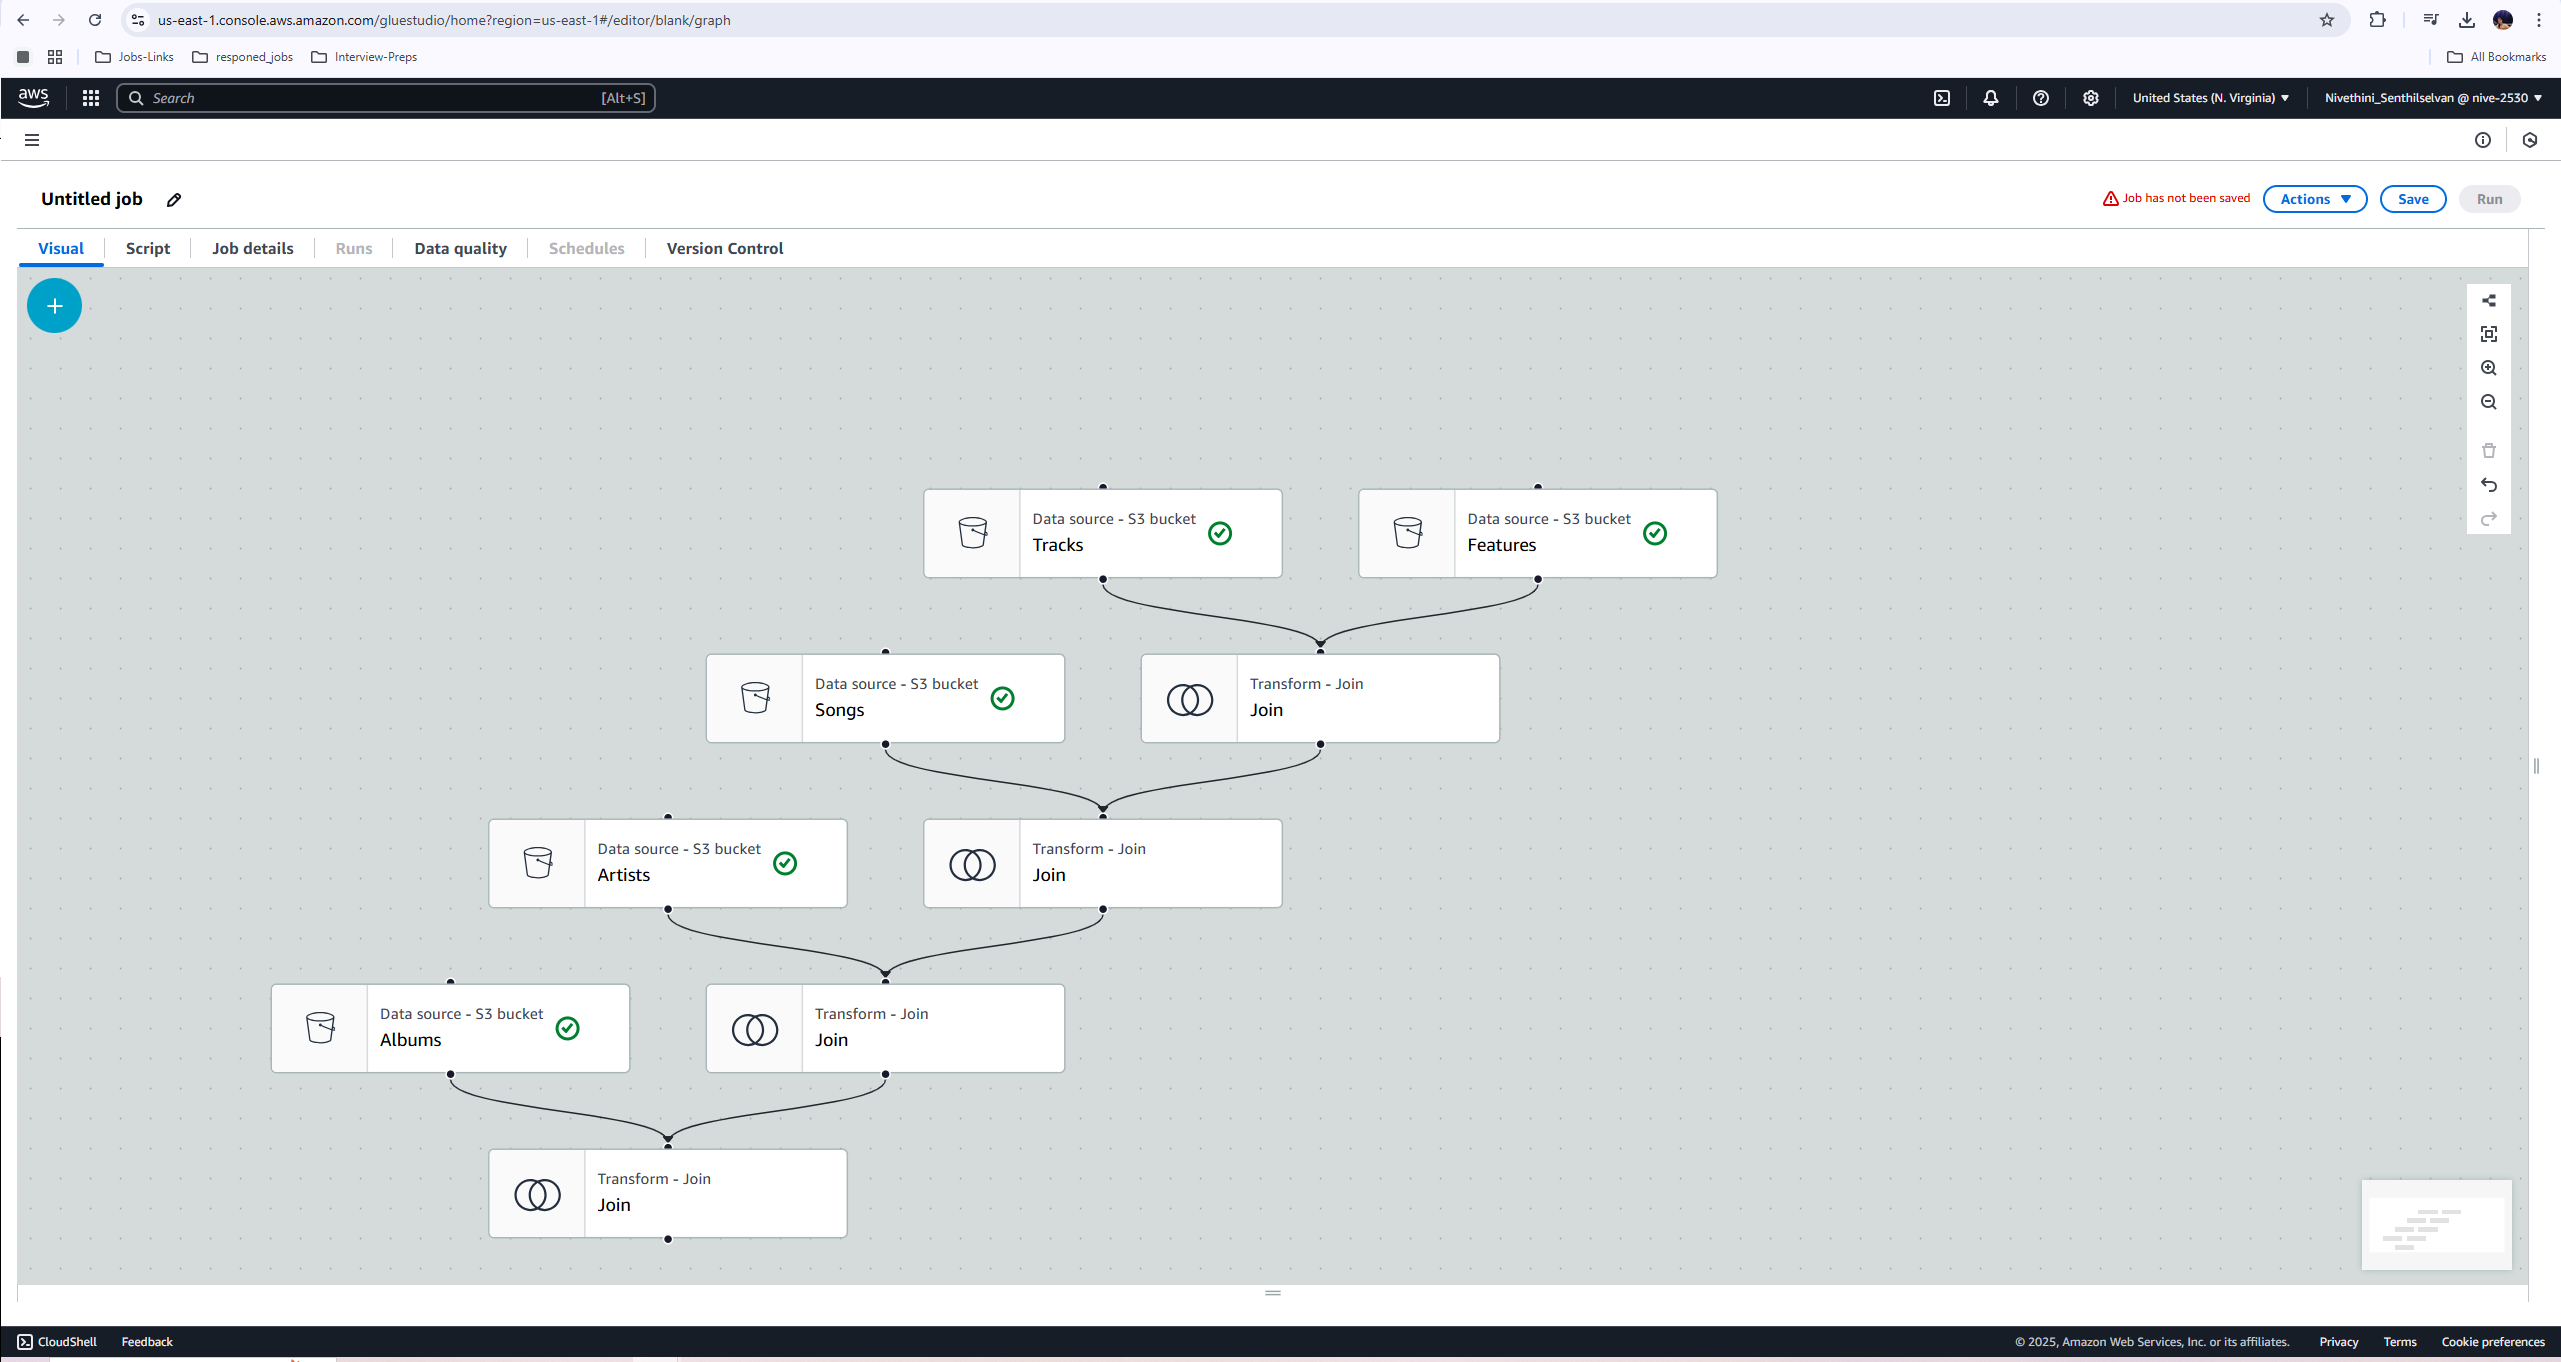 us-east-1.console.aws.amazon.com/gluestudio/home?region=us-east-1#/editor/blank/graph
Jobs-Links
responed_jobs
Interview-Preps
All Bookmarks
aws
Search
[Alt+S]
United States (N. Virginia)
Nivethini_Senthilselvan @ nive-2530
Untitled job
Job has not been saved
Actions
Save
Run
Visual
Script
Job details
Runs
Data quality
Schedules
Version Control
Data source - S3 bucket
Tracks
Data source - S3 bucket
Features
Data source - S3 bucket
Songs
Transform - Join
Join
Data source - S3 bucket
Artists
Transform - Join
Join
Data source - S3 bucket
Albums
Transform - Join
Join
Transform - Join
Join
CloudShell
Feedback
© 2025, Amazon Web Services, Inc. or its affiliates.
Privacy
Terms
Cookie preferences